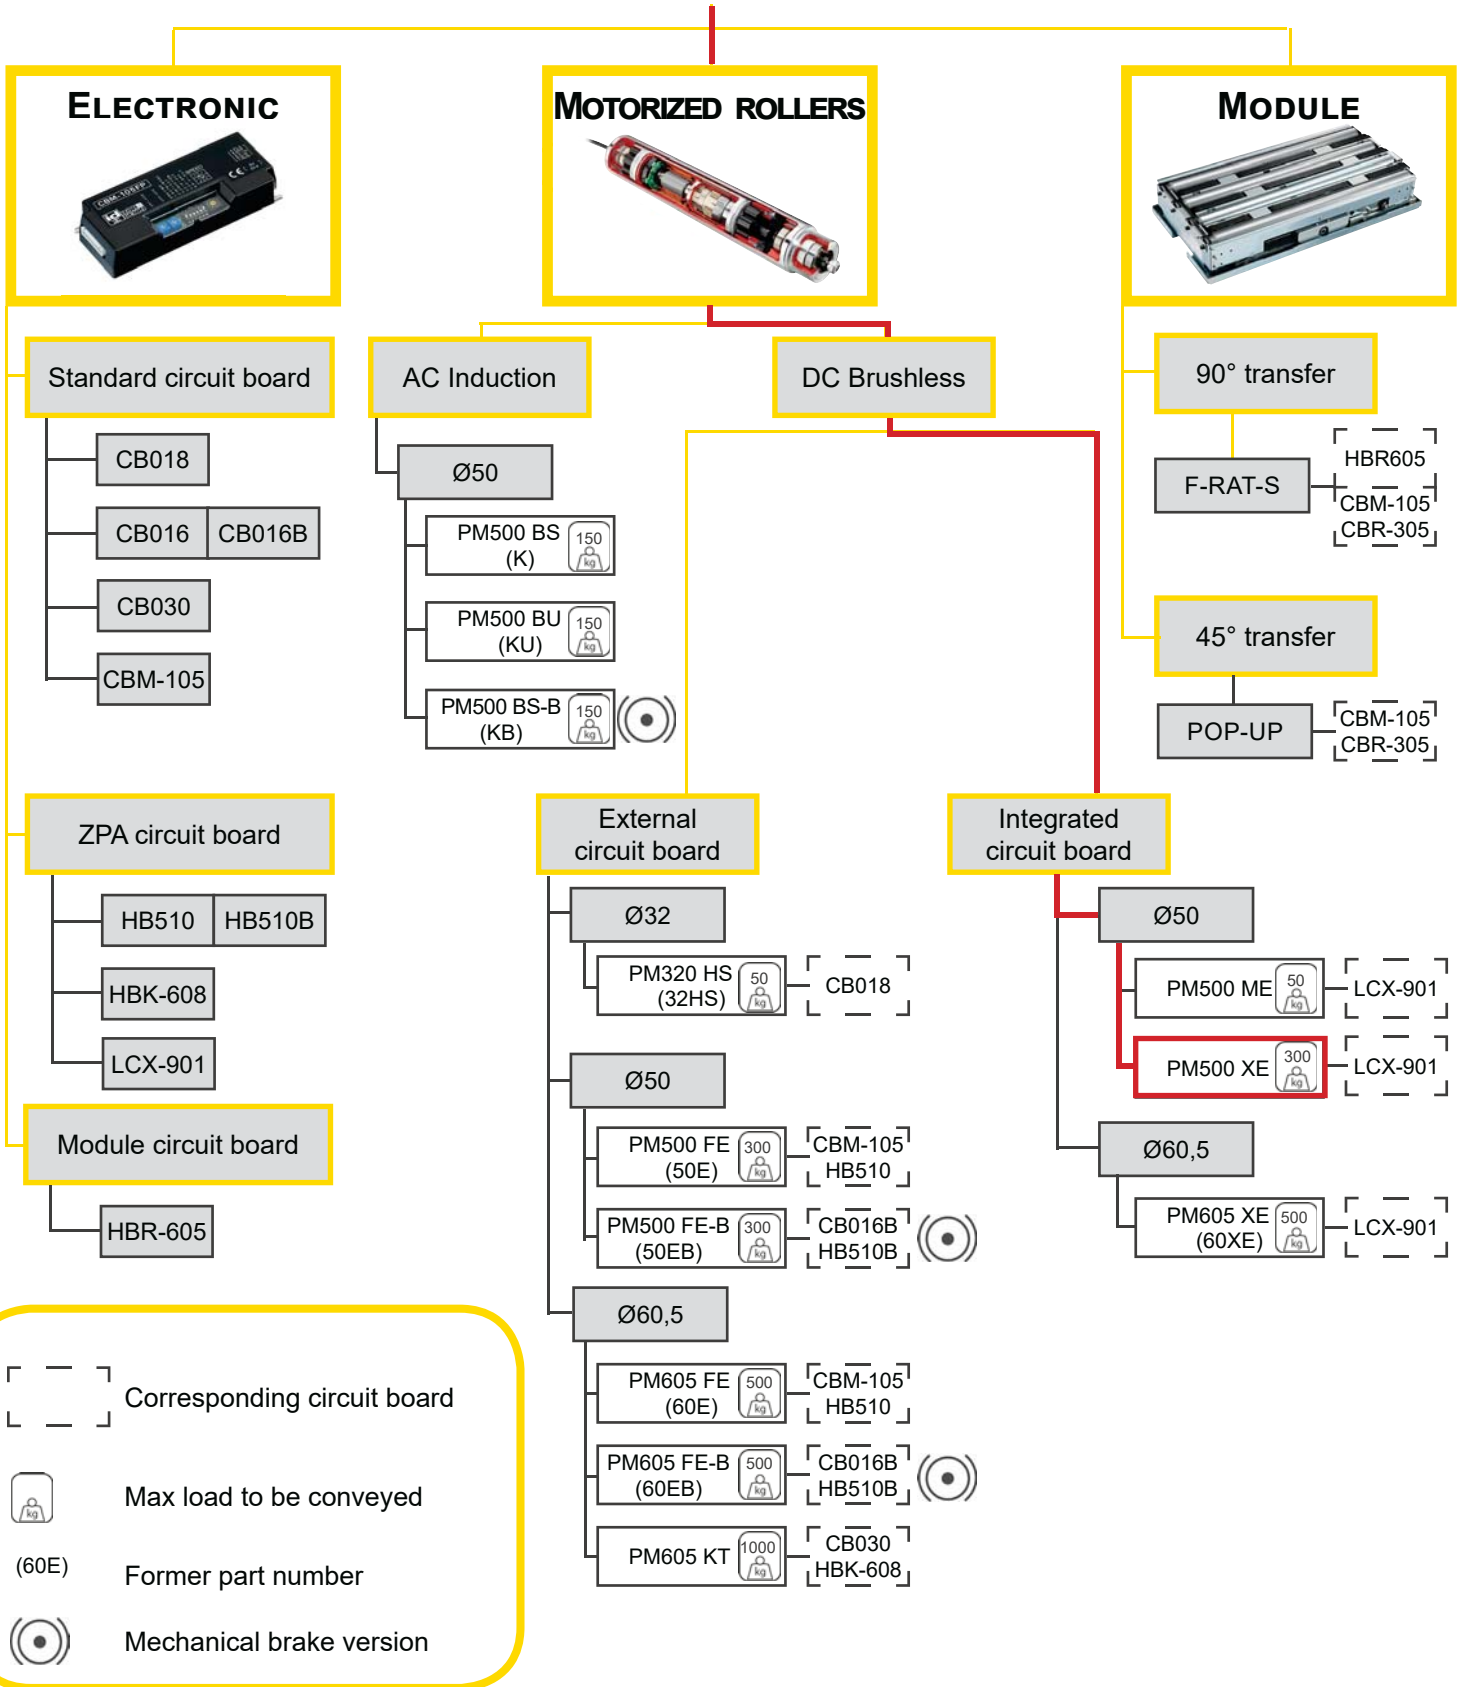 ELECTRONIC
CBM-105FP
MOTORIZED ROLLERS
MODULE
Standard circuit board
CB018
CB016
CB016B
CB030
CBM-105
ZPA circuit board
HB510
HB510B
HBK-608
LCX-901
Module circuit board
HBR-605
AC Induction
Ø50
PM500 BS
(K)
150
kg
PM500 BU
(KU)
150
kg
PM500 BS-B
(KB)
150
kg
DC Brushless
External
circuit board
Ø32
PM320 HS
(32HS)
50
kg
CB018
Ø50
PM500 FE
(50E)
300
kg
CBM-105
HB510
PM500 FE-B
(50EB)
300
kg
CB016B
HB510B
Ø60,5
PM605 FE
(60E)
500
kg
CBM-105
HB510
PM605 FE-B
(60EB)
500
kg
CB016B
HB510B
PM605 KT
1000
kg
CB030
HBK-608
Integrated
circuit board
Ø50
PM500 ME
50
kg
LCX-901
PM500 XE
300
kg
LCX-901
Ø60,5
PM605 XE
(60XE)
500
kg
LCX-901
90° transfer
F-RAT-S
HBR605
CBM-105
CBR-305
45° transfer
POP-UP
CBM-105
CBR-305
Corresponding circuit board
kg
Max load to be conveyed
(60E)
Former part number
Mechanical brake version